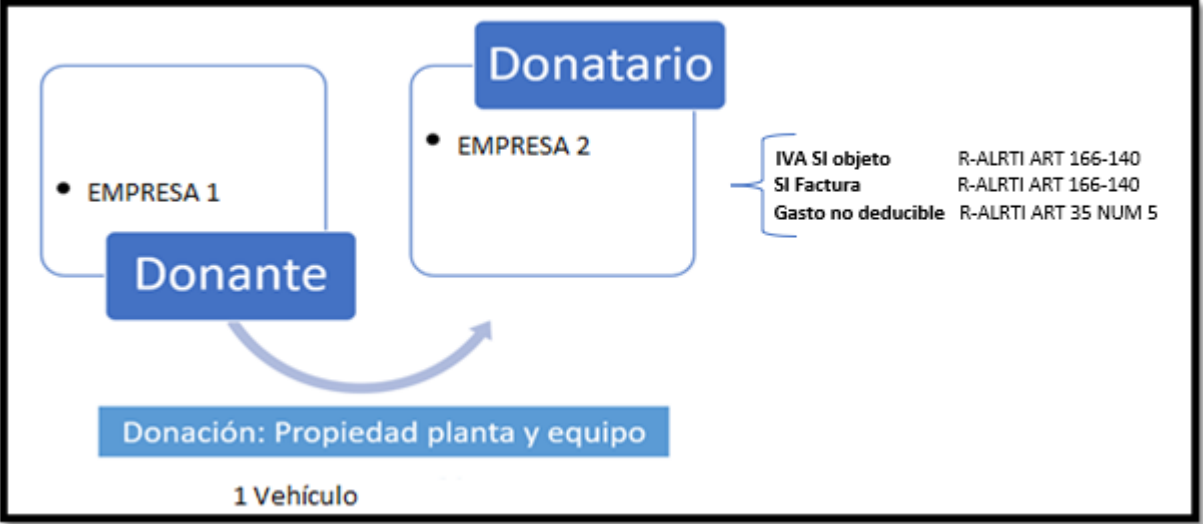 Donatario
EMPRESA 2
EMPRESA 1
Donante
IVA SI objeto R-ALRTI ART 166-140
SI Factura R-ALRTI ART 166-140
Gasto no deducible R-ALRTI ART 35 NUM 5
Donación: Propiedad planta y equipo
1 Vehículo